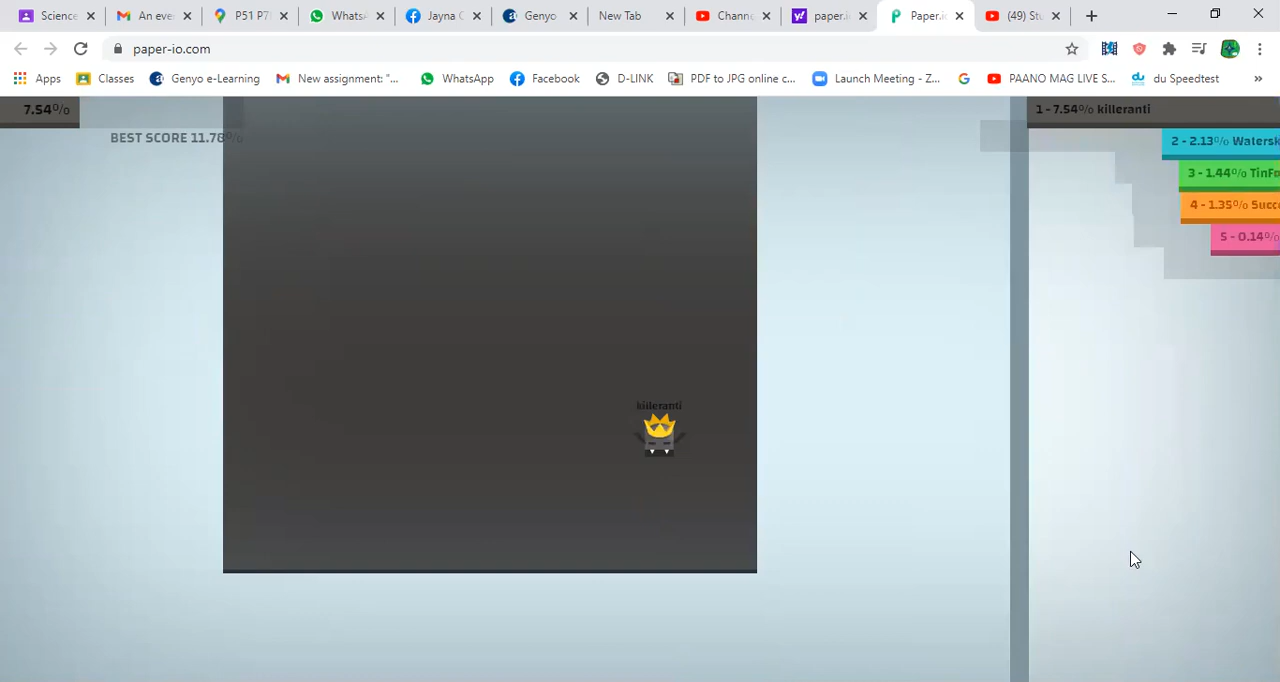 Science
An eve
P51 P7
Whats
Jayna C
Genyo
New Tab
Channe
paper.i
Paper.i
(49) Stu
paper-io.com
Apps
Classes
Genyo e-Learning
New assignment: "...
WhatsApp
Facebook
D-LINK
PDF to JPG online c...
Launch Meeting - Z...
PAANO MAG LIVE S...
du Speedtest
»
7.54%
BEST SCORE 11.78%
1 - 7.54% killeranti
2 - 2.13% Watersk
3 - 1.44% TinFo
4 - 1.35% Succ
5 - 0.14%
killeranti